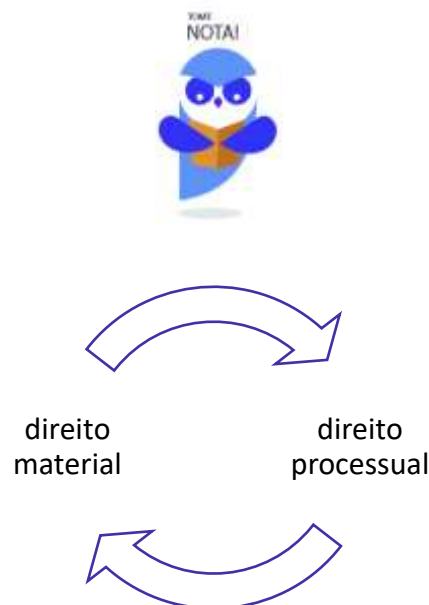 TOME
NOTA!
direito
material
direito
processual